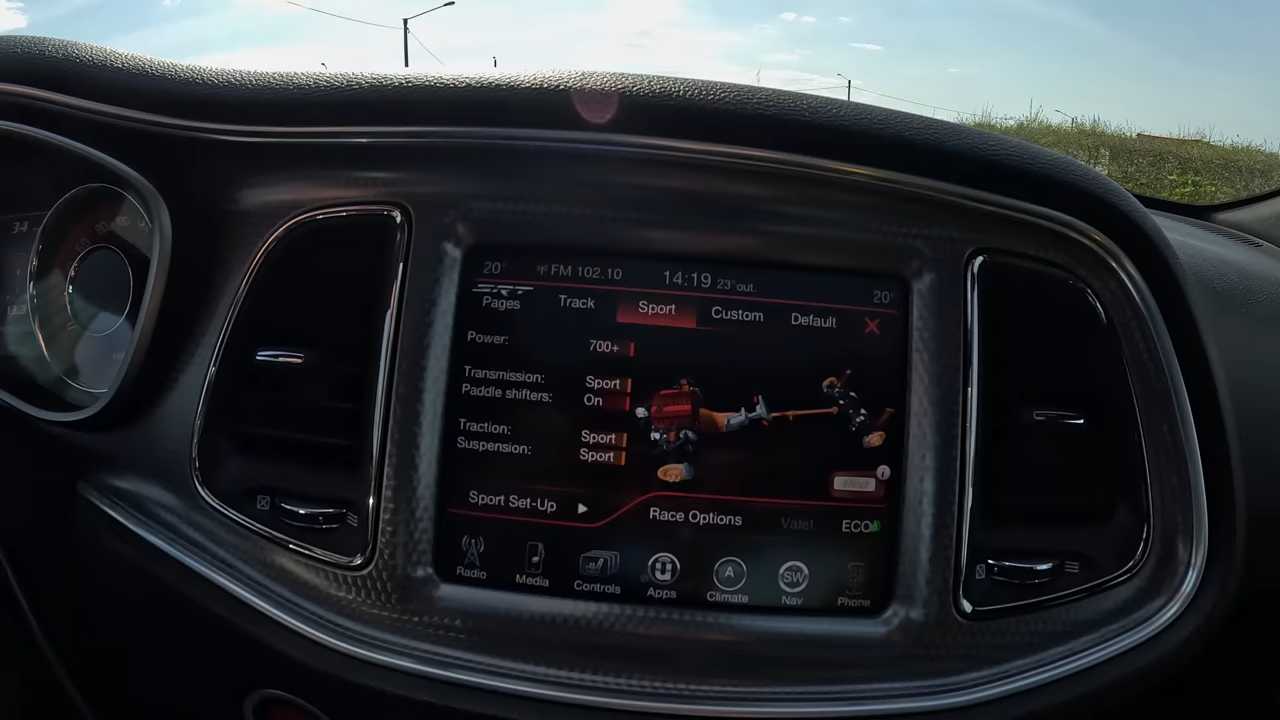 20° FM 102.10 14:19 23° out. 20°
SRT
Pages Track Sport Custom Default X
Power: 700+
Transmission: Sport
Paddle shifters: On
Traction: Sport
Suspension: Sport
i
Sport Set-Up Race Options Valet ECO
Radio Media Controls Apps Climate Nav Phone
A SW
34
80